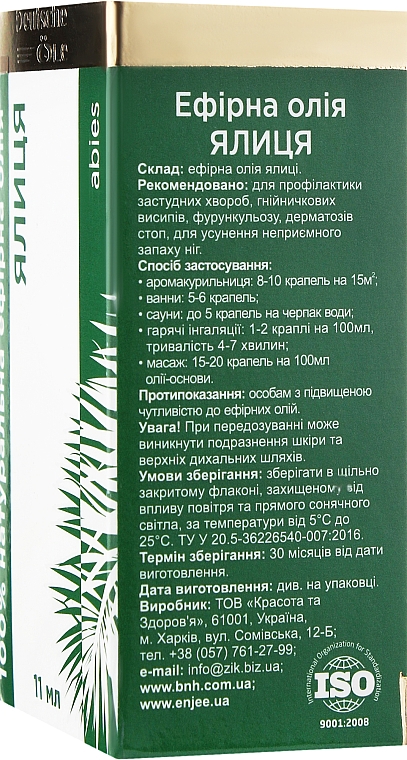 Deutsche
Öle
abies
ялиця
100% натуральна ефірна олія
11 мл
Ефірна олія
ЯЛИЦЯ
Склад: ефірна олія ялиці.
Рекомендовано: для профілактики
застудних хвороб, гнійничкових
висипів, фурункульозу, дерматозів
стоп, для усунення неприємного
запаху ніг.
Спосіб застосування:
• аромакурильниця: 8-10 крапель на 15м²;
• ванни: 5-6 крапель;
• сауни: до 5 крапель на черпак води;
• гарячі інгаляції: 1-2 краплі на 100мл,
тривалість 4-7 хвилин;
• масаж: 15-20 крапель на 100мл
олії-основи.
Протипоказання: особам з підвищеною
чутливістю до ефірних олій.
Увага! При передозуванні може
виникнути подразнення шкіри та
верхніх дихальних шляхів.
Умови зберігання: зберігати в щільно
закритому флаконі, захищеному від
впливу повітря та прямого сонячного
світла, за температури від 5°С до
25°С. ТУ У 20.5-36226540-007:2016.
Термін зберігання: 30 місяців від дати
виготовлення.
Дата виготовлення: див. на упаковці.
Виробник: ТОВ «Красота та
Здоров'я», 61001, Україна,
м. Харків, вул. Сомівська, 12-Б;
тел.: +38 (057) 761-27-99;
e-mail: info@zik.biz.ua;
www.bnh.com.ua;
www.enjee.ua
International Organization for Standardization
ISO
9001:2008